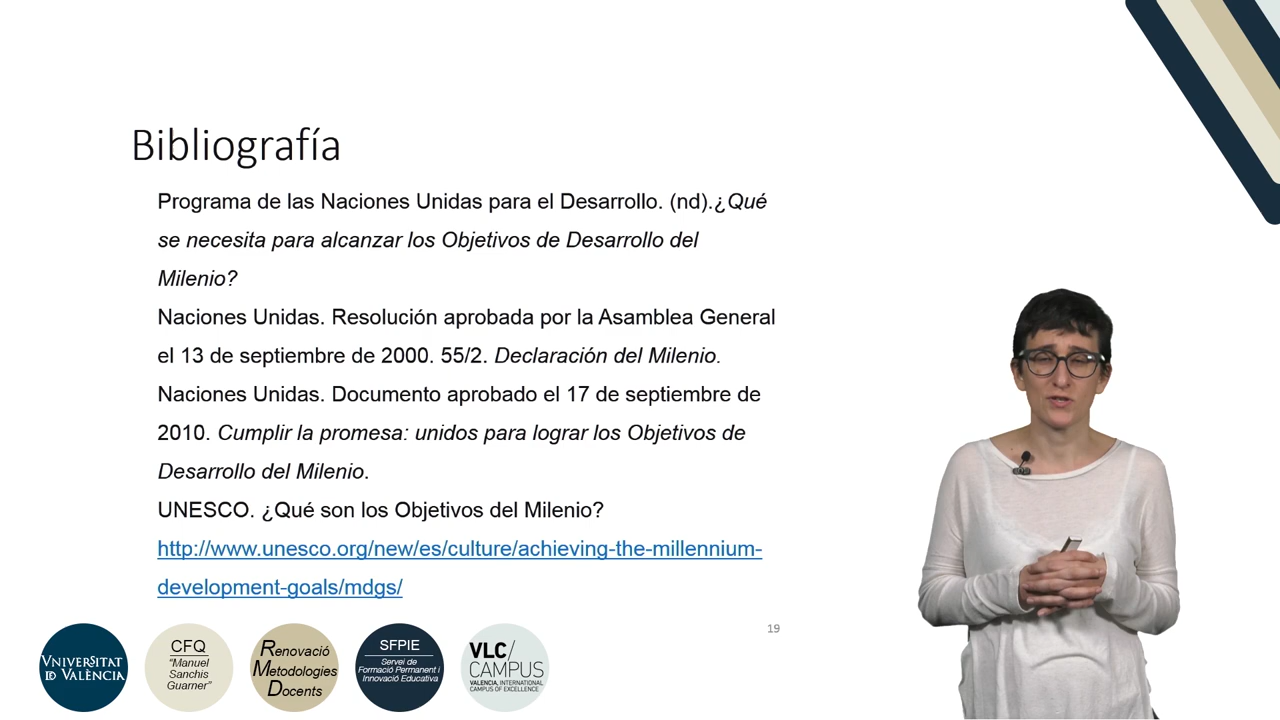 Bibliografía
Programa de las Naciones Unidas para el Desarrollo. (nd).¿Qué
se necesita para alcanzar los Objetivos de Desarrollo del
Milenio?
Naciones Unidas. Resolución aprobada por la Asamblea General
el 13 de septiembre de 2000. 55/2. Declaración del Milenio.
Naciones Unidas. Documento aprobado el 17 de septiembre de
2010. Cumplir la promesa: unidos para lograr los Objetivos de
Desarrollo del Milenio.
UNESCO. ¿Qué son los Objetivos del Milenio?
http://www.unesco.org/new/es/culture/achieving-the-millennium-
development-goals/mdgs/
19
VNIVERSITAT
ID VALÈNCIA
CFQ
"Manuel
Sanchis
Guarner"
Renovació
Metodologies
Docents
SFPIE
Servei de
Formació Permanent i
Innovació Educativa
VLC/
CAMPUS
VALENCIA, INTERNATIONAL
CAMPUS OF EXCELLENCE